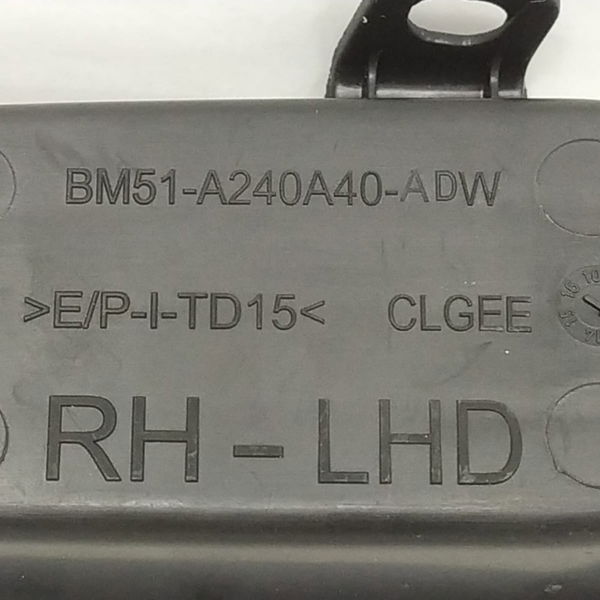 BM51-A240A40-ADW
>E/P-I-TD15< CLGEE
RH-LHD